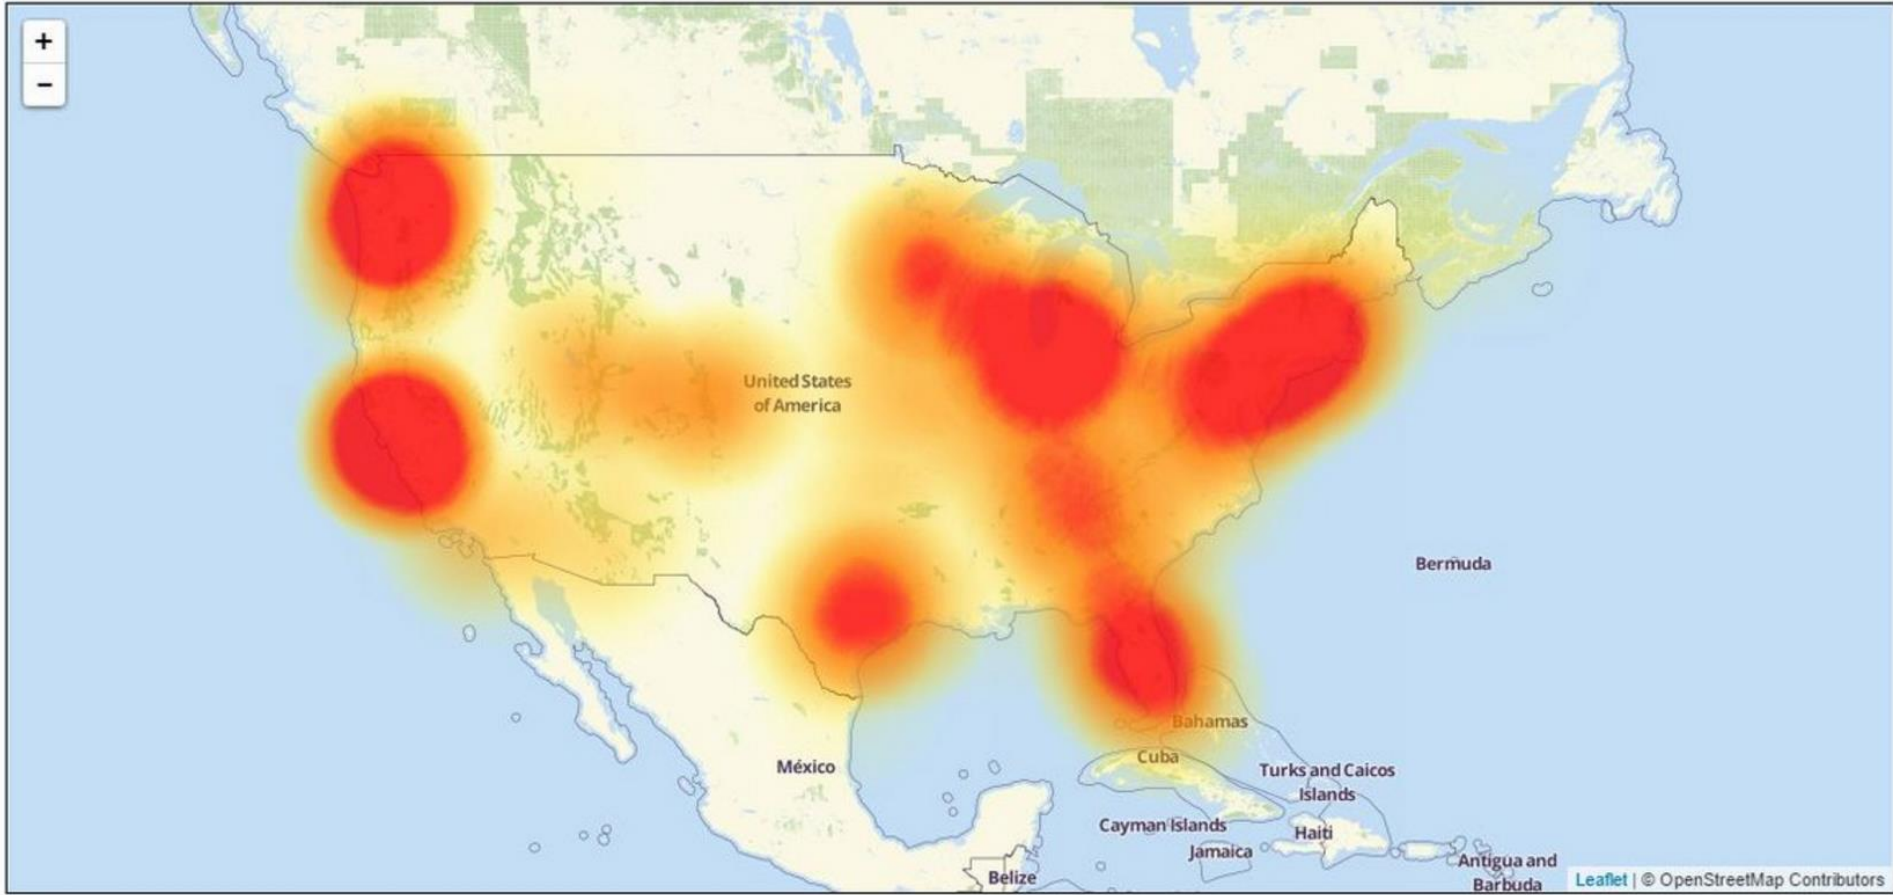 +
−
United States
of America
Bermuda
Bahamas
Cuba
México
Turks and Caicos
Islands
Cayman Islands
Haiti
Jamaica
Antigua and
Barbuda
Belize
Leaflet | © OpenStreetMap Contributors